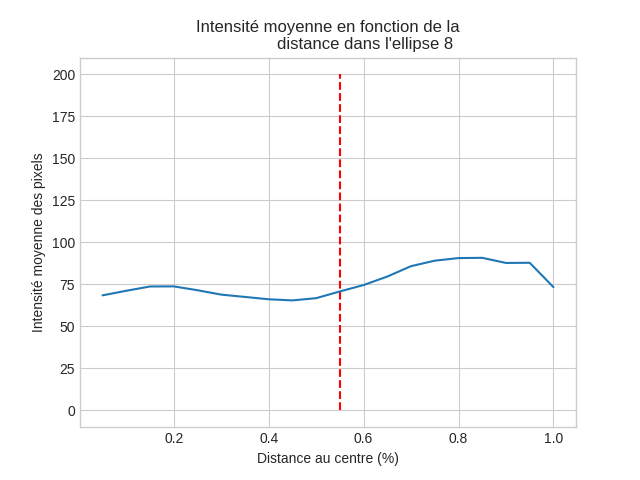 Intensité moyenne en fonction de la
distance dans l'ellipse 8
Intensité moyenne des pixels
200
175
150
125
100
75
50
25
0
0.2 0.4 0.6 0.8 1.0
Distance au centre (%)